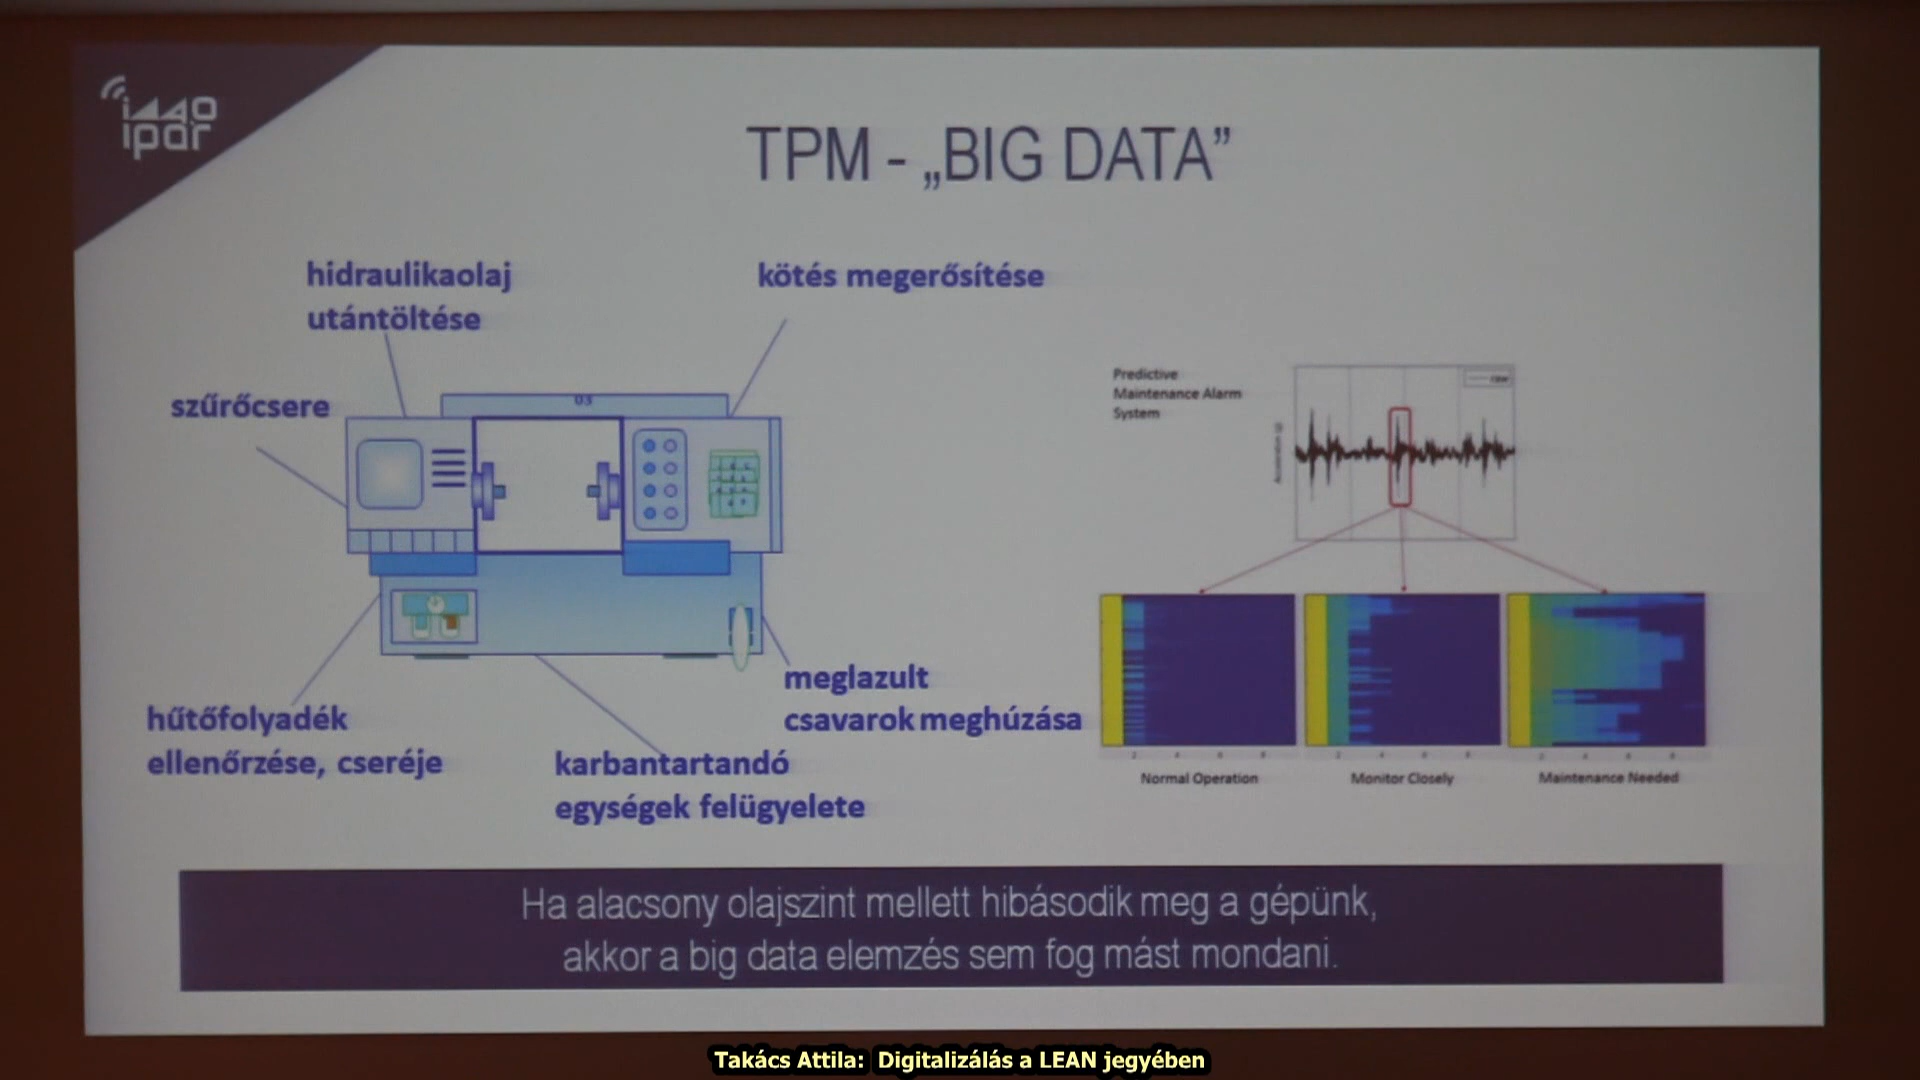 ipar
TPM - „BIG DATA”
hidraulikaolaj
utántöltése
kötés megerősítése
szűrőcsere
03
Predictive
Maintenance Alarm
System
hűtőfolyadék
ellenőrzése, cseréje
karbantartandó
egységek felügyelete
meglazult
csavarok meghúzása
Normal Operation
Monitor Closely
Maintenance Needed
Ha alacsony olajszint mellett hibásodik meg a gépünk,
akkor a big data elemzés sem fog mást mondani.
Takács Attila: Digitalizálás a LEAN jegyében